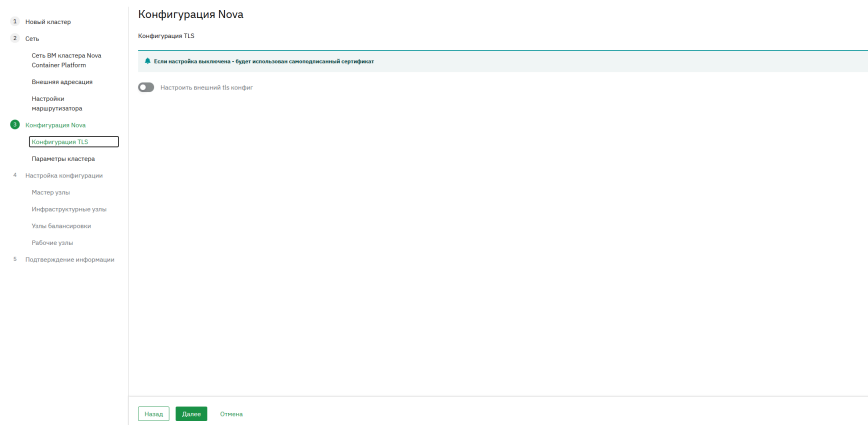 1 Новый кластер
2 Сеть
Сеть ВМ кластера Nova
Container Platform
Внешняя адресация
Настройки
маршрутизатора
3 Конфигурация Nova
Конфигурация TLS
Параметры кластера
4 Настройка конфигурации
Мастер узлы
Инфраструктурные узлы
Узлы балансировки
Рабочие узлы
5 Подтверждение информации
Конфигурация Nova
Конфигурация TLS
Если настройка выключена - будет использован самоподписанный сертификат
Настроить внешний tls конфиг
Назад Далее Отмена